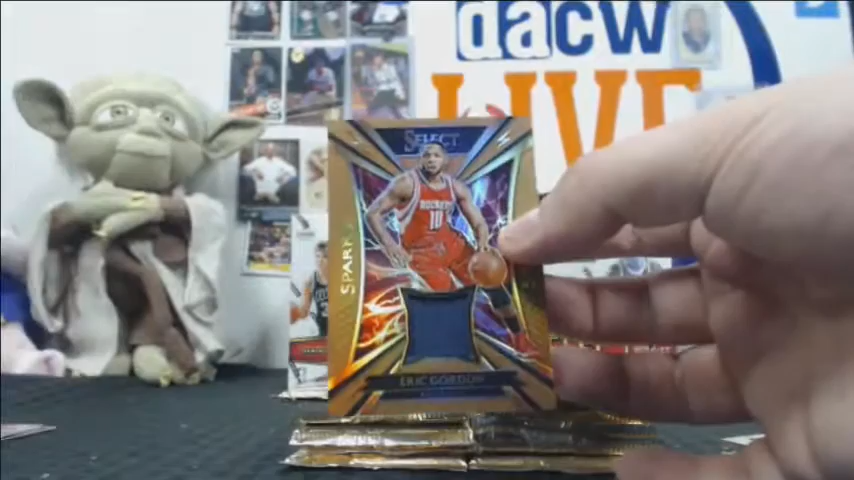 dacw
LIVE
SELECT
ROCKETS
10
SPARKS
ERIC GORDON